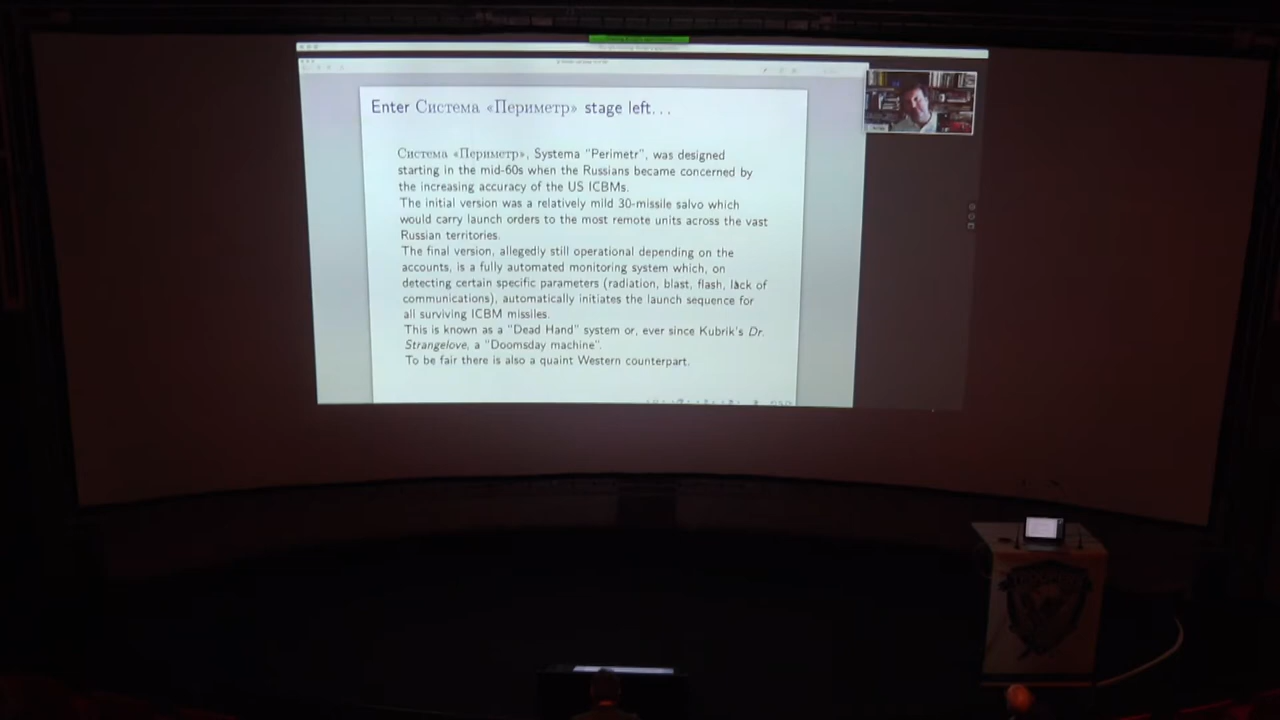 Enter Система «Периметр» stage left...
Система «Периметр», Systema "Perimetr", was designed
starting in the mid-60s when the Russians became concerned by
the increasing accuracy of the US ICBMs.
The initial version was a relatively mild 30-missile salvo which
would carry launch orders to the most remote units across the vast
Russian territories.
The final version, allegedly still operational depending on the
accounts, is a fully automated monitoring system which, on
detecting certain specific parameters (radiation, blast, flash, lack of
communications), automatically initiates the launch sequence for
all surviving ICBM missiles.
This is known as a "Dead Hand" system or, ever since Kubrik's Dr.
Strangelove, a "Doomsday machine".
To be fair there is also a quaint Western counterpart.